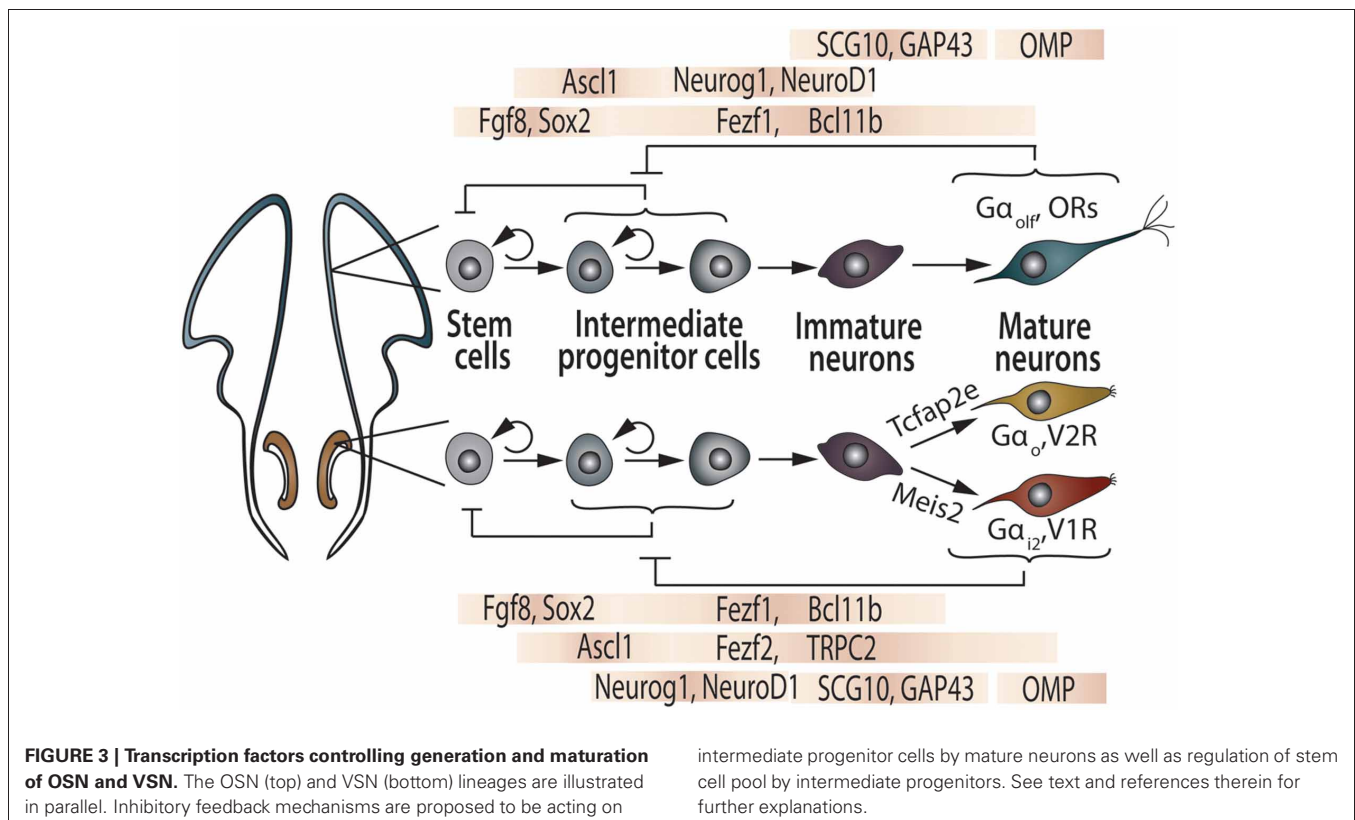 SCG10, GAP43 OMP
Ascl1 Neurog1, NeuroD1
Fgf8, Sox2 Fezf1, Bcl11b
Gαolf, ORs
Stem cells
Intermediate progenitor cells
Immature neurons
Mature neurons
Tcfap2e
Gαo,V2R
Meis2
Gαi2,V1R
Fgf8, Sox2 Fezf1, Bcl11b
Ascl1 Fezf2, TRPC2
Neurog1, NeuroD1 SCG10, GAP43 OMP
FIGURE 3 | Transcription factors controlling generation and maturation
of OSN and VSN. The OSN (top) and VSN (bottom) lineages are illustrated
in parallel. Inhibitory feedback mechanisms are proposed to be acting on
intermediate progenitor cells by mature neurons as well as regulation of stem
cell pool by intermediate progenitors. See text and references therein for
further explanations.